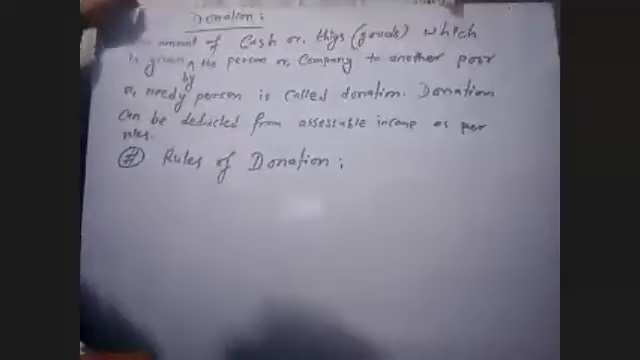 Donation:
amount of Cash or, thigs (goods) which
is given by the person or, Company to another poor
or, needy person is called donation. Donation
can be deducted from assessable income as per
rules.
# Rules of Donation: